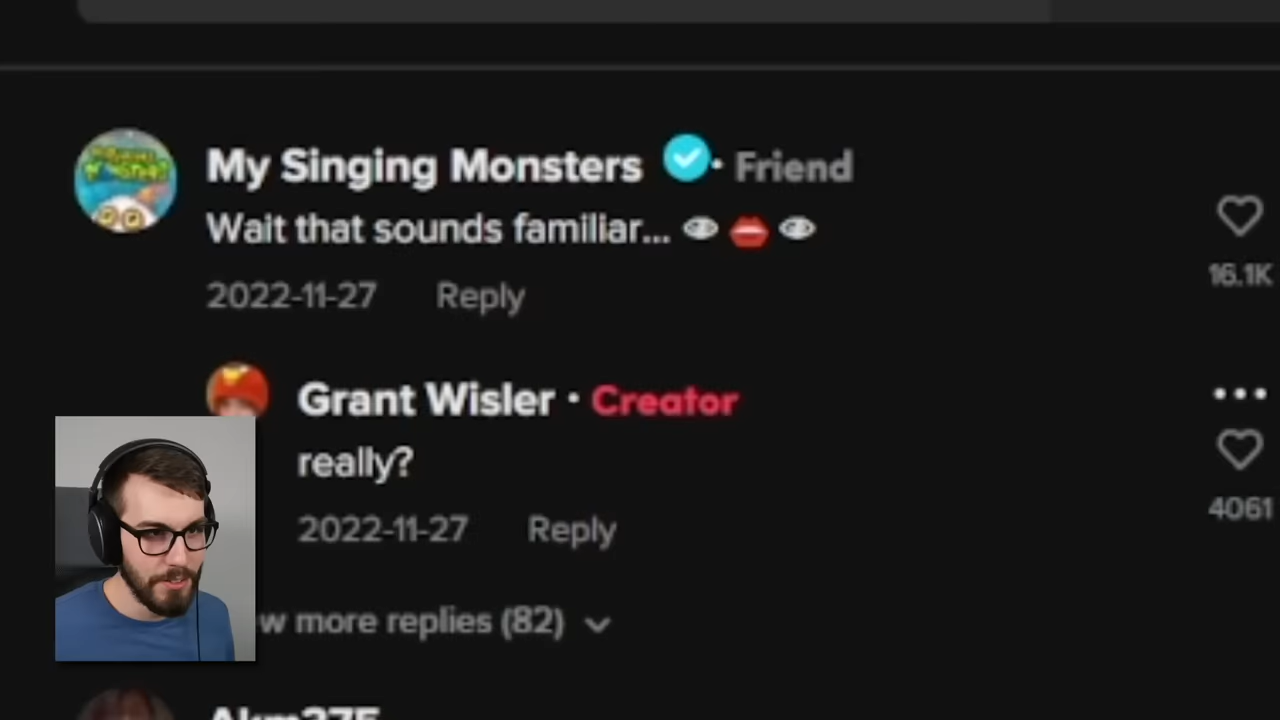 My Singing Monsters · Friend
Wait that sounds familiar... 👁️👄👁️
2022-11-27 Reply
16.1K
Grant Wisler · Creator
really?
2022-11-27 Reply
4061
more replies (82)